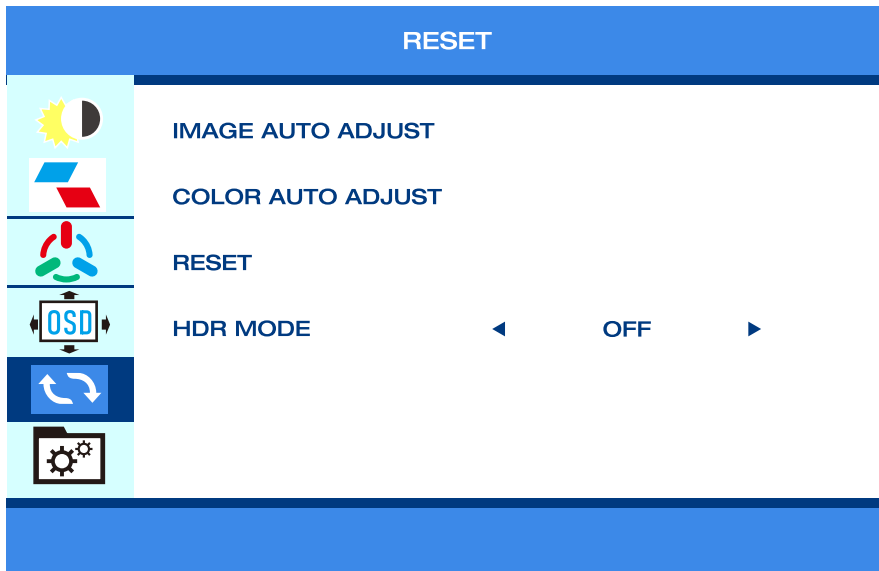 RESET
IMAGE AUTO ADJUST
COLOR AUTO ADJUST
RESET
HDR MODE OFF
OSD